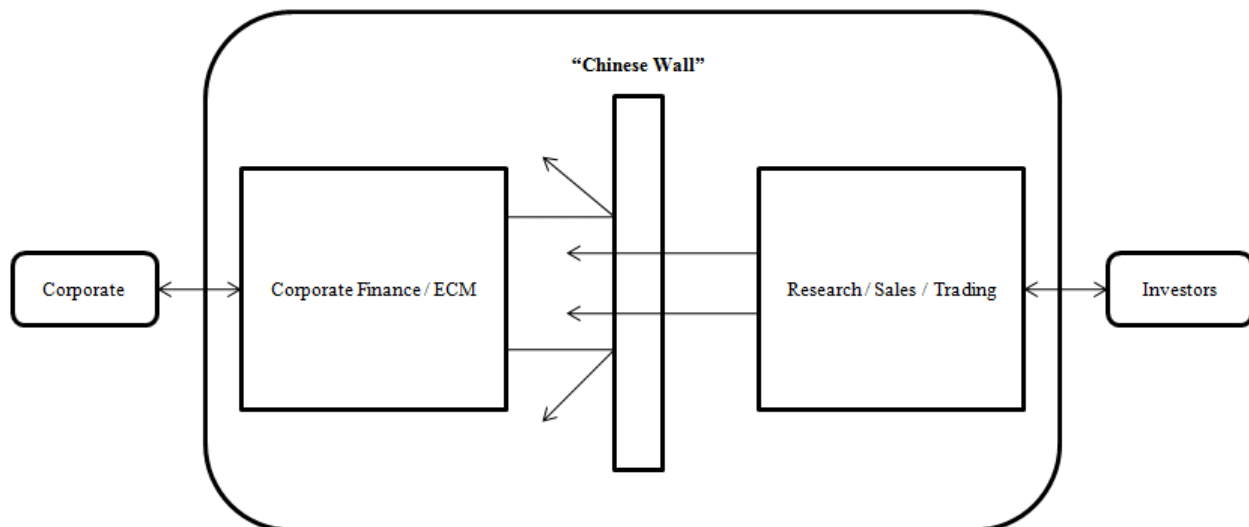 “Chinese Wall”
Corporate
Corporate Finance / ECM
Research / Sales / Trading
Investors